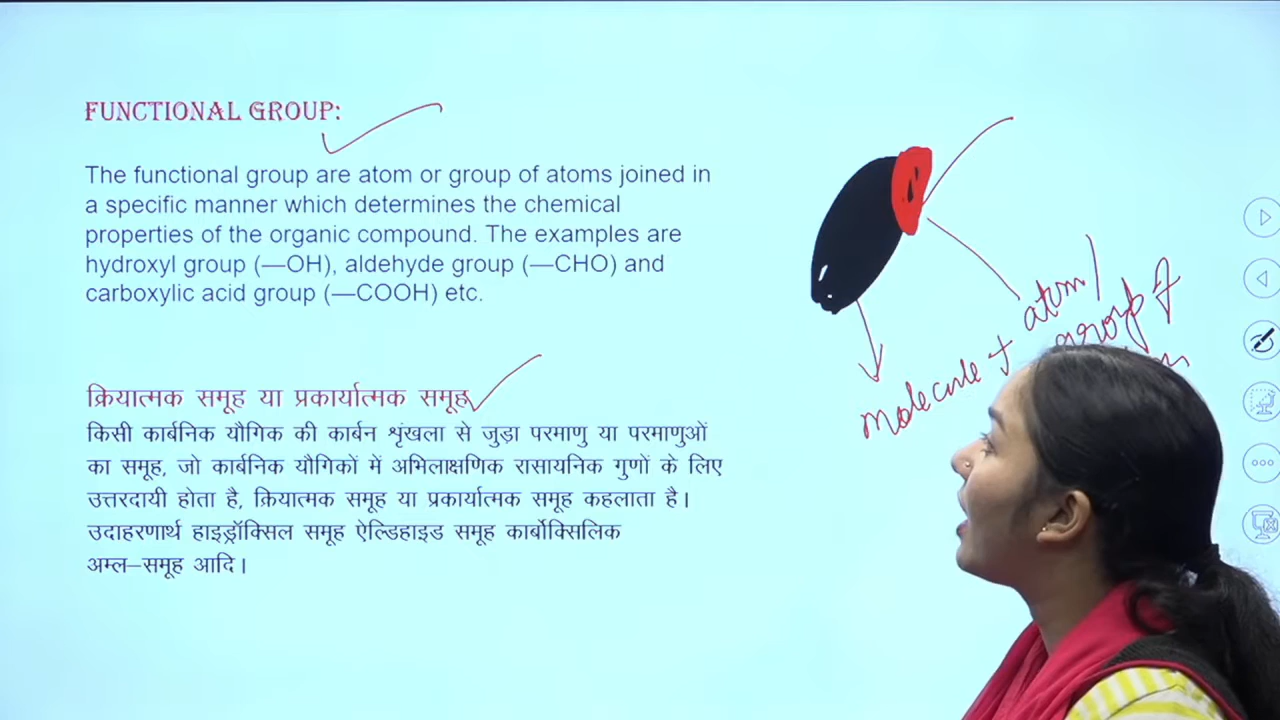 FUNCTIONAL GROUP:
The functional group are atom or group of atoms joined in
a specific manner which determines the chemical
properties of the organic compound. The examples are
hydroxyl group (—OH), aldehyde group (—CHO) and
carboxylic acid group (—COOH) etc.
क्रियात्मक समूह या प्रकार्यात्मक समूह
किसी कार्बनिक यौगिक की कार्बन शृंखला से जुड़ा परमाणु या परमाणुओं
का समूह, जो कार्बनिक यौगिकों में अभिलाक्षणिक रासायनिक गुणों के लिए
उत्तरदायी होता है, क्रियात्मक समूह या प्रकार्यात्मक समूह कहलाता है।
उदाहरणार्थ हाइड्रॉक्सिल समूह ऐल्डिहाइड समूह कार्बोक्सिलिक
अम्ल–समूह आदि।
molecule + atom/
group of